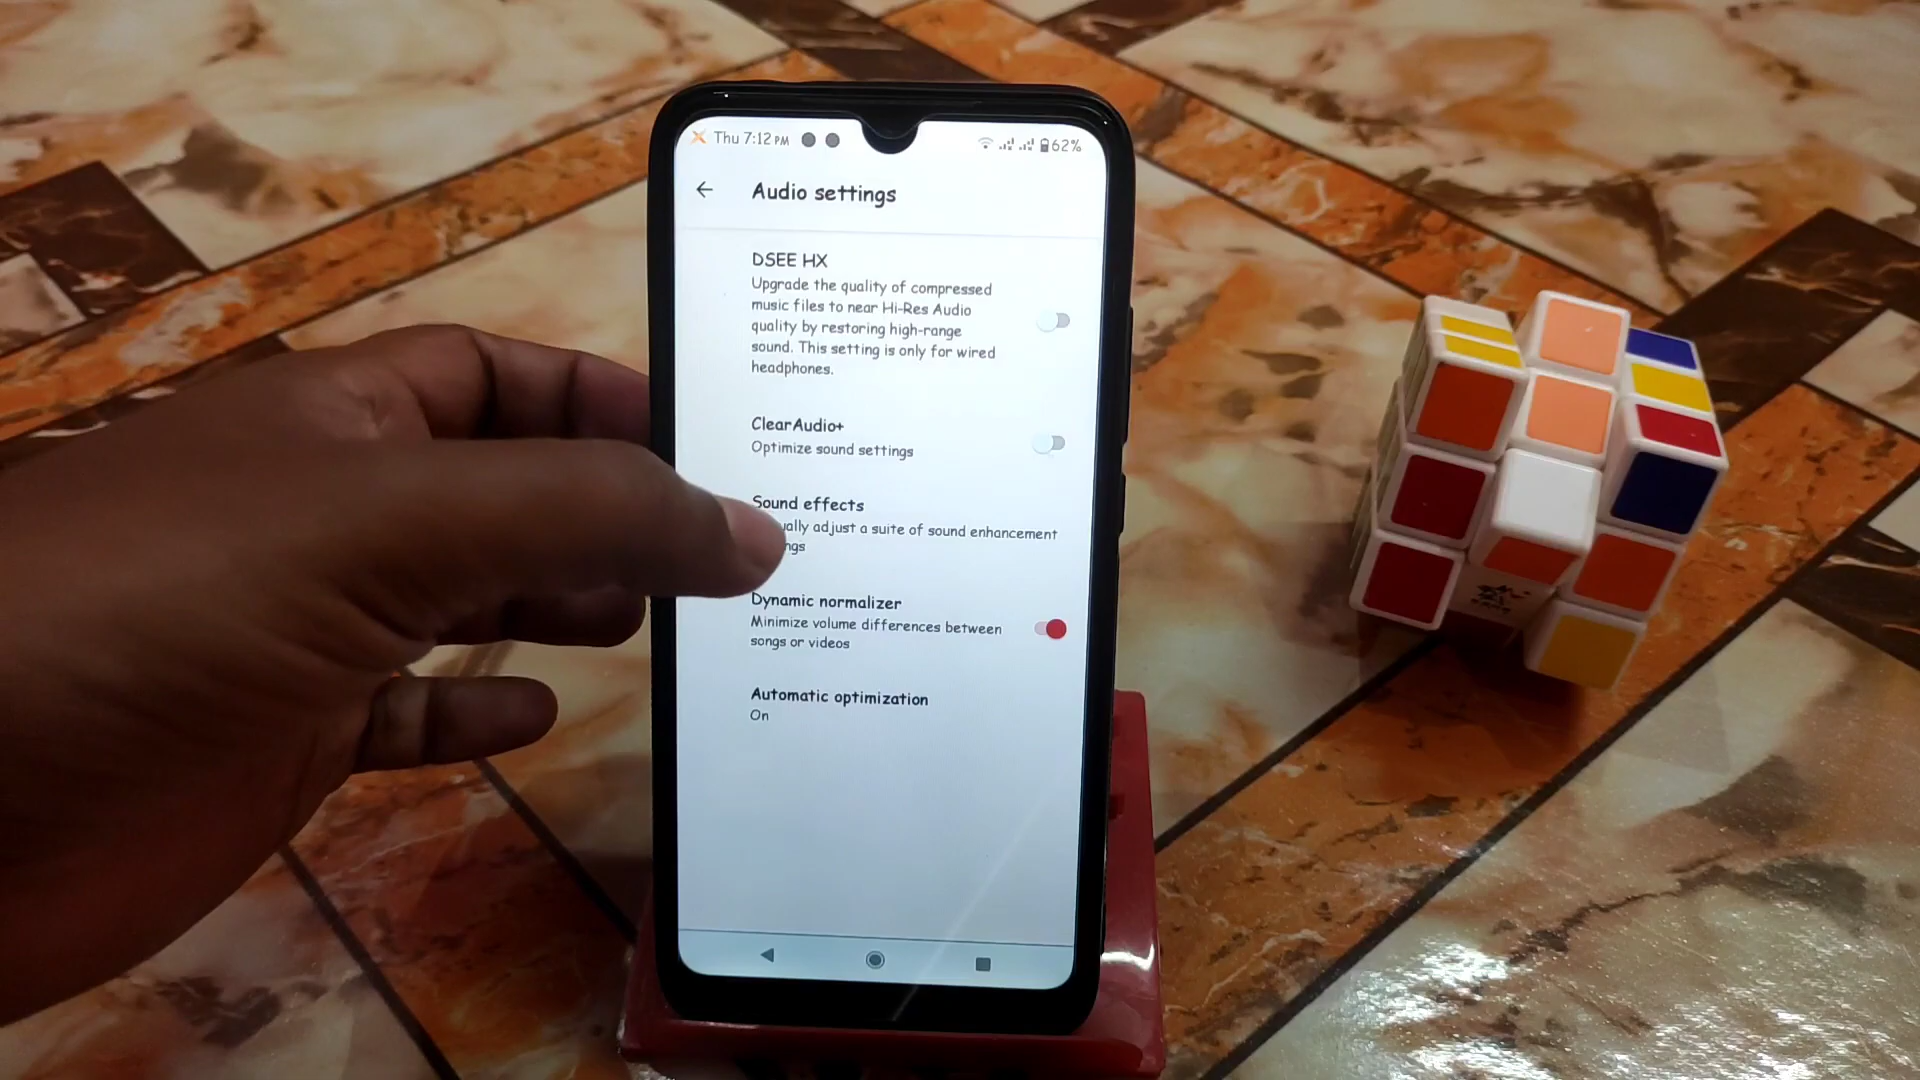 Thu 7:12 PM
62%
Audio settings
DSEE HX
Upgrade the quality of compressed
music files to near Hi-Res Audio
quality by restoring high-range
sound. This setting is only for wired
headphones.
ClearAudio+
Optimize sound settings
Sound effects
ually adjust a suite of sound enhancement
ngs
Dynamic normalizer
Minimize volume differences between
songs or videos
Automatic optimization
On